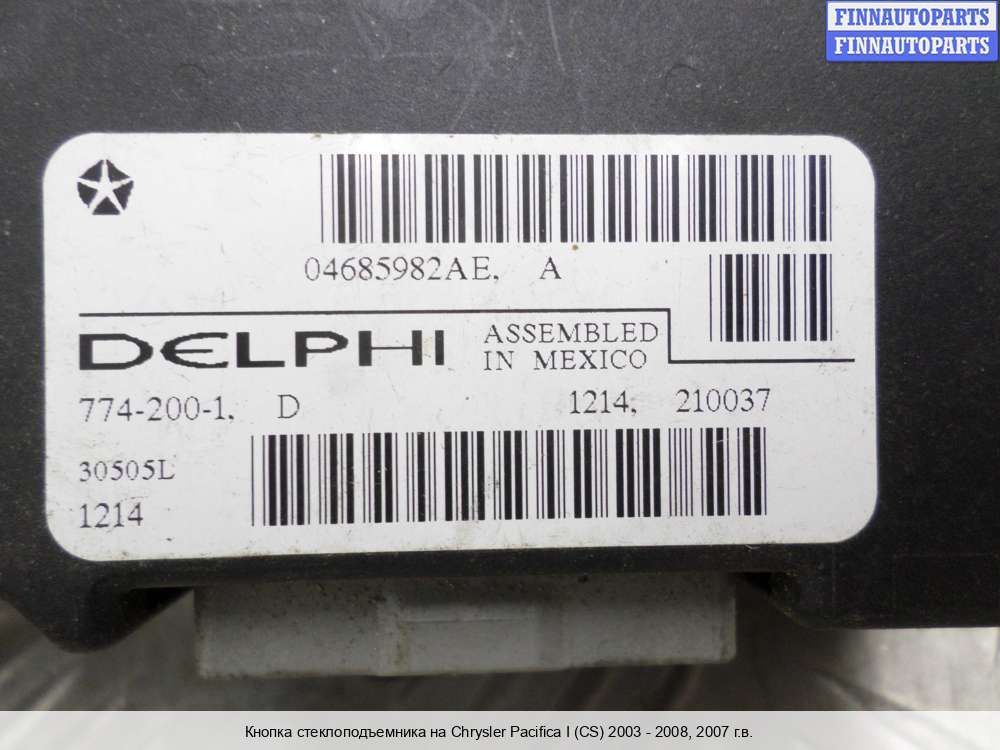 FINNAUTOPARTS
FINNAUTOPARTS
04685982AE, A
DELPHI
ASSEMBLED
IN MEXICO
774-200-1, D
1214, 210037
30505L
1214
Кнопка стеклоподъемника на Chrysler Pacifica I (CS) 2003 - 2008, 2007 г.в.